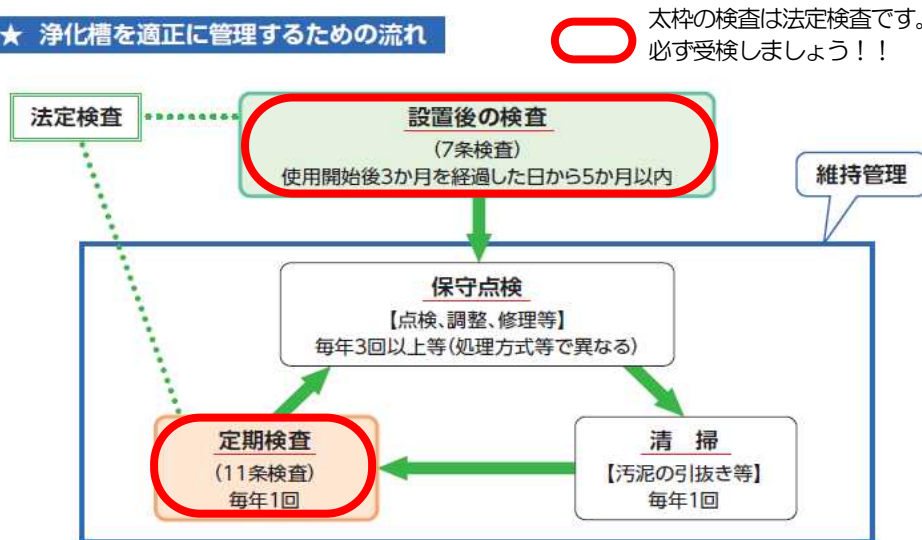 ★ 浄化槽を適正に管理するための流れ
太枠の検査は法定検査です。
必ず受検しましょう！！
法定検査
設置後の検査
(7条検査)
使用開始後3か月を経過した日から5か月以内
維持管理
保守点検
【点検、調整、修理等】
毎年3回以上等(処理方式等で異なる)
定期検査
(11条検査)
毎年1回
清　掃
【汚泥の引抜き等】
毎年1回